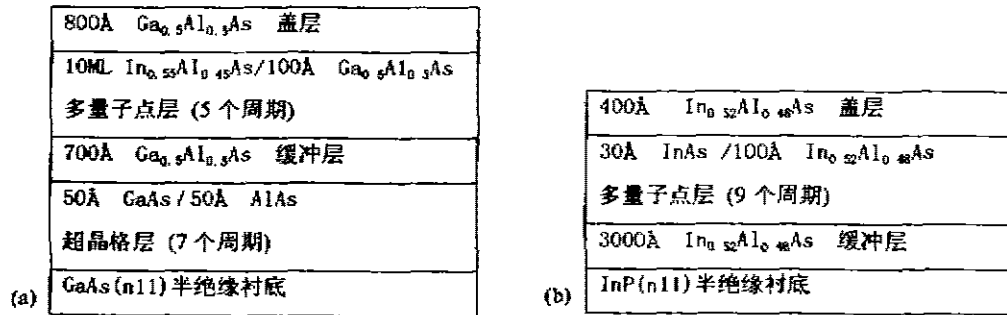 800Å Ga₀.₅Al₀.₅As 盖层
10ML In₀.₅₅Al₀.₄₅As/100Å Ga₀.₅Al₀.₅As
多量子点层 (5 个周期)
700Å Ga₀.₅Al₀.₅As 缓冲层
50Å GaAs/50Å AlAs
超晶格层 (7 个周期)
(a) GaAs(n11)半绝缘衬底
400Å In₀.₅₂Al₀.₄₈As 盖层
30Å InAs /100Å In₀.₅₂Al₀.₄₈As
多量子点层 (9 个周期)
3000Å In₀.₅₂Al₀.₄₈As 缓冲层
(b) InP(n11)半绝缘衬底